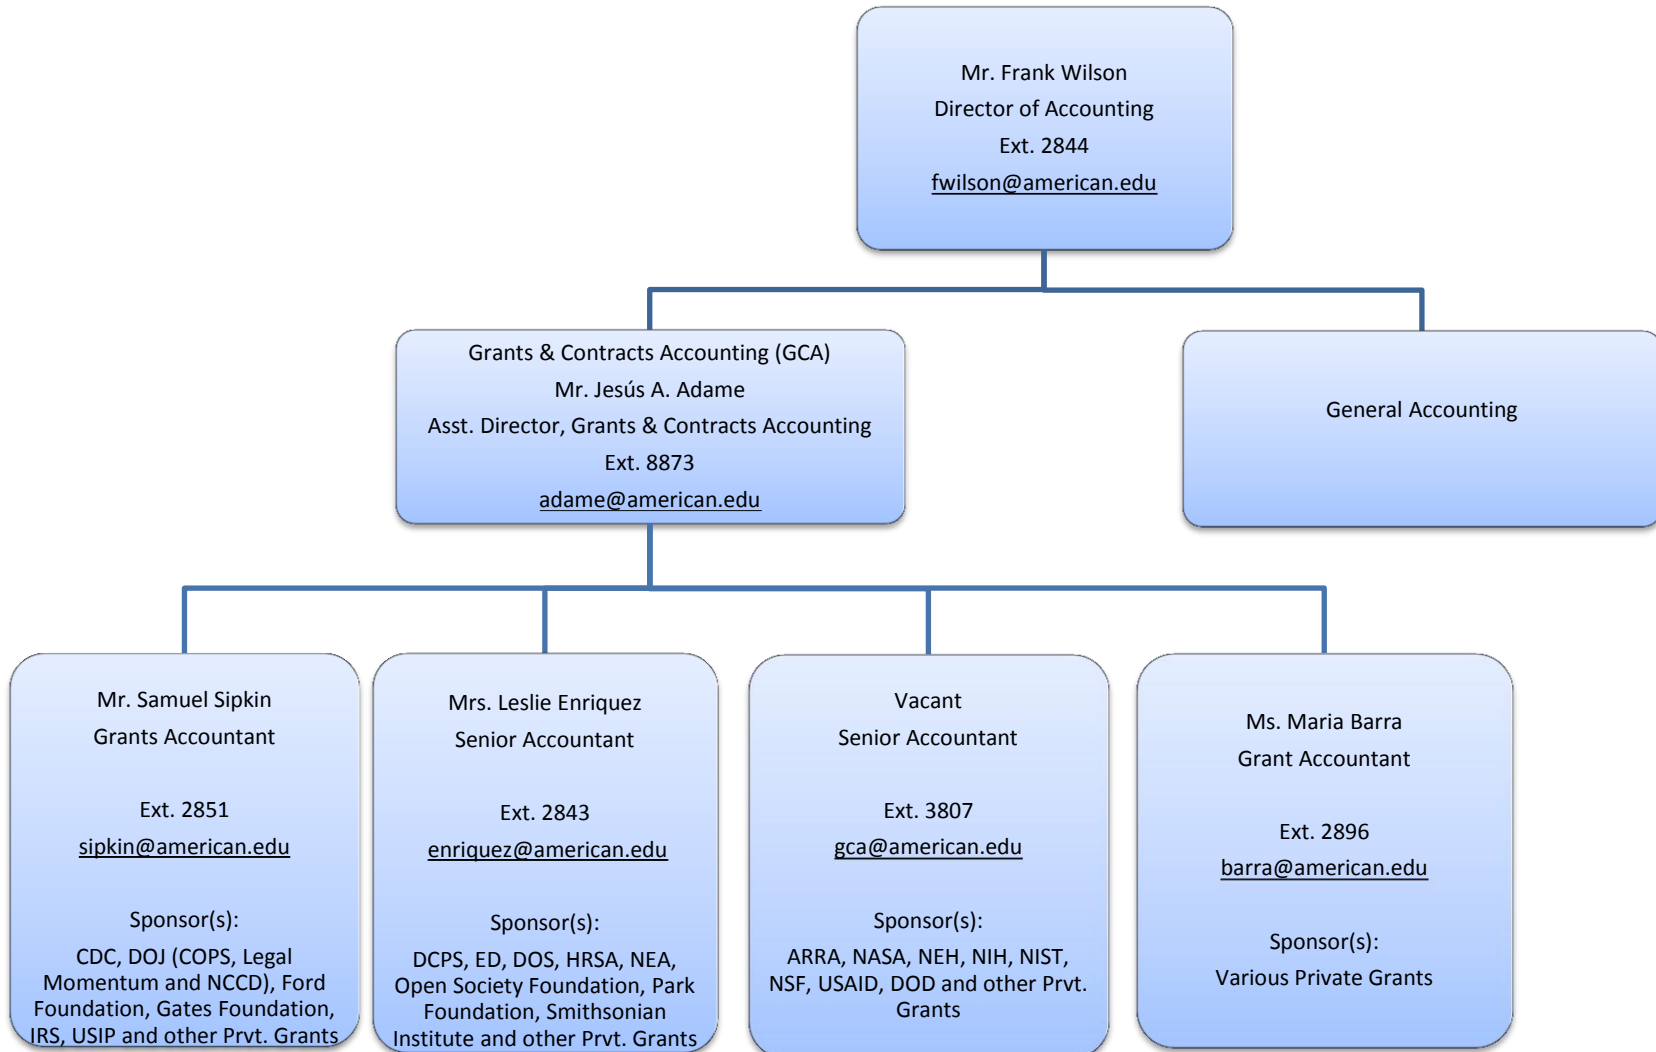 Mr. Frank Wilson
Director of Accounting
Ext. 2844
fwilson@american.edu
Grants & Contracts Accounting (GCA)
Mr. Jesús A. Adame
Asst. Director, Grants & Contracts Accounting
Ext. 8873
adame@american.edu
General Accounting
Mr. Samuel Sipkin
Grants Accountant
Ext. 2851
sipkin@american.edu
Sponsor(s):
CDC, DOJ (COPS, Legal
Momentum and NCCD), Ford
Foundation, Gates Foundation,
IRS, USIP and other Prvt. Grants
Mrs. Leslie Enriquez
Senior Accountant
Ext. 2843
enriquez@american.edu
Sponsor(s):
DCPS, ED, DOS, HRSA, NEA,
Open Society Foundation, Park
Foundation, Smithsonian
Institute and other Prvt. Grants
Vacant
Senior Accountant
Ext. 3807
gca@american.edu
Sponsor(s):
ARRA, NASA, NEH, NIH, NIST,
NSF, USAID, DOD and other Prvt.
Grants
Ms. Maria Barra
Grant Accountant
Ext. 2896
barra@american.edu
Sponsor(s):
Various Private Grants